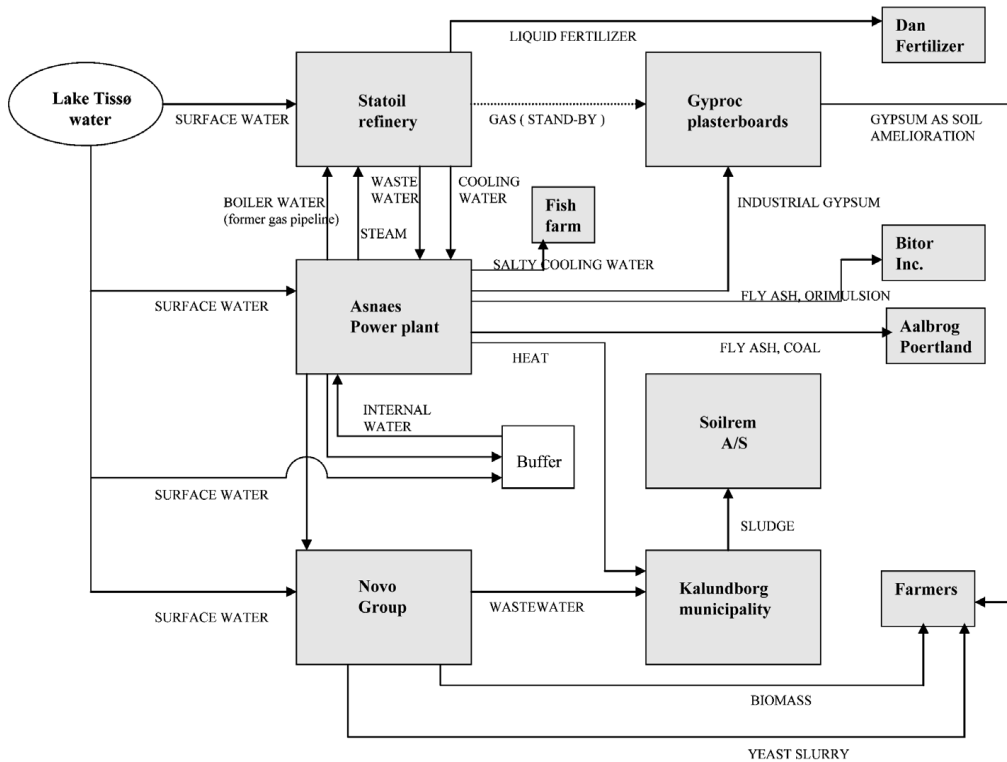 LIQUID FERTILIZER
Dan
Fertilizer
Lake Tissø
water
SURFACE WATER
Statoil
refinery
GAS ( STAND-BY )
Gyproc
plasterboards
GYPSUM AS SOIL
AMELIORATION
BOILER WATER
(former gas pipeline)
STEAM
WASTE
WATER
COOLING
WATER
Fish
farm
INDUSTRIAL GYPSUM
Bitor
Inc.
SALTY COOLING WATER
SURFACE WATER
Asnaes
Power plant
FLY ASH, ORIMULSION
Aalbrog
Poertland
HEAT
FLY ASH, COAL
INTERNAL
WATER
Soilrem
A/S
Buffer
SURFACE WATER
SLUDGE
Novo
Group
SURFACE WATER
WASTEWATER
Kalundborg
municipality
Farmers
BIOMASS
YEAST SLURRY